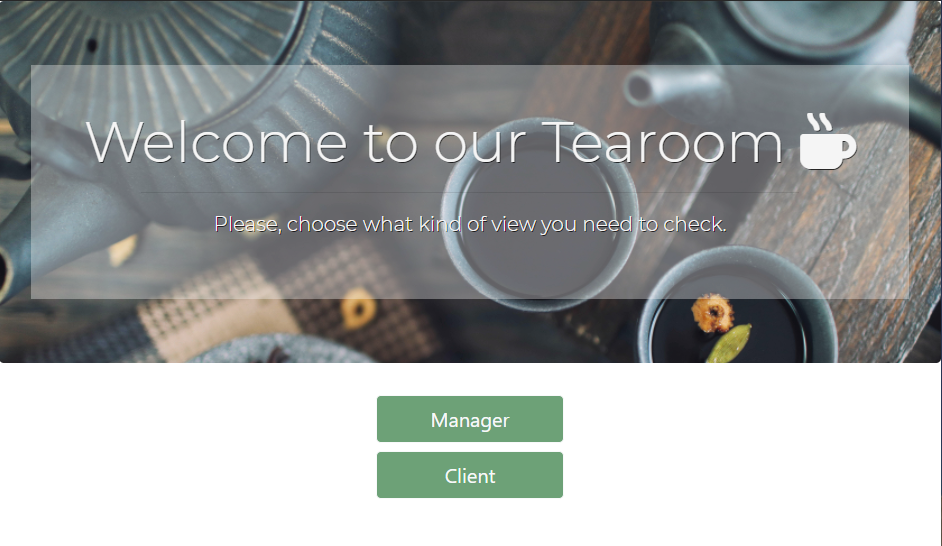 Welcome to our Tearoom
Please, choose what kind of view you need to check.
Manager
Client